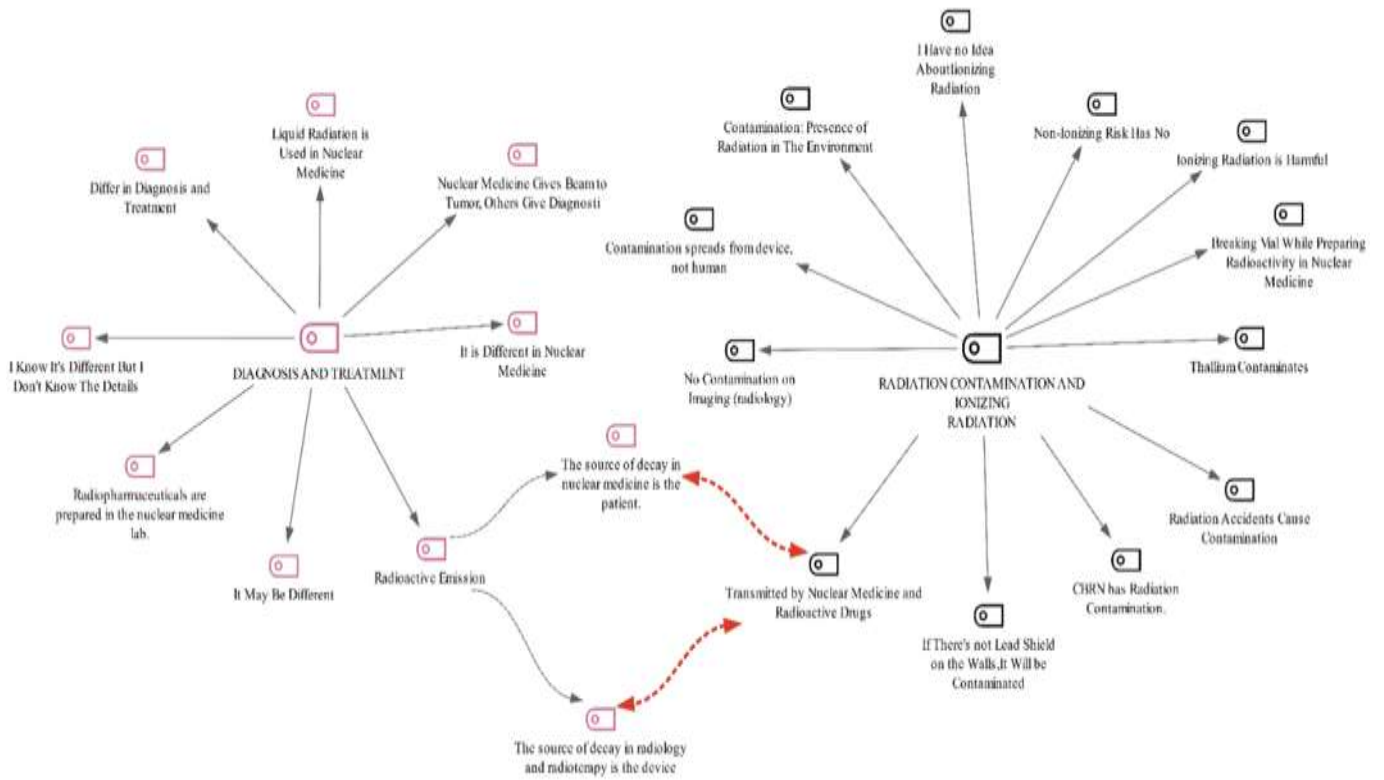 I Have no Idea
AboutIonizing
Radiation
Contamination: Presence of
Radiation in The Environment
Non-Ionizing Risk Has No
Ionizing Radiation is Harmful
Liquid Radiation is
Used in Nuclear
Medicine
Differ in Diagnosis and
Treatment
Nuclear Medicine Gives Beam to
Tumor, Others Give Diagnosti
Contamination spreads from device,
not human
Breaking Vial While Preparing
Radioactivity in Nuclear
Medicine
I Know It's Different But I
Don't Know The Details
DIAGNOSIS AND TREATMENT
It is Different in Nuclear
Medicine
No Contamination on
Imaging (radiology)
RADIATION CONTAMINATION AND
IONIZING
RADIATION
Thallium Contaminates
Radiopharmaceuticals are
prepared in the nuclear medicine
lab.
The source of decay in
nuclear medicine is the
patient.
Radiation Accidents Cause
Contamination
It May Be Different
Radioactive Emission
Transmitted by Nuclear Medicine and
Radioactive Drugs
CBRN has Radiation
Contamination.
If There's not Lead Shield
on the Walls,It Will be
Contaminated
The source of decay in radiology
and radioterapy is the device